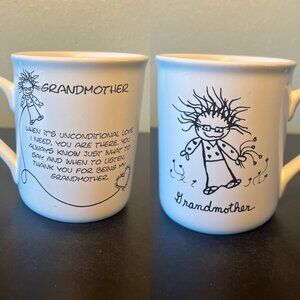 GRANDMOTHER
WHEN IT'S UNCONDITIONAL LOVE
I NEED, YOU ARE THERE. YOU
ALWAYS KNOW JUST WHAT TO
SAY AND WHEN TO LISTEN.
THANK YOU FOR BEING MY
GRANDMOTHER.
Grandmother